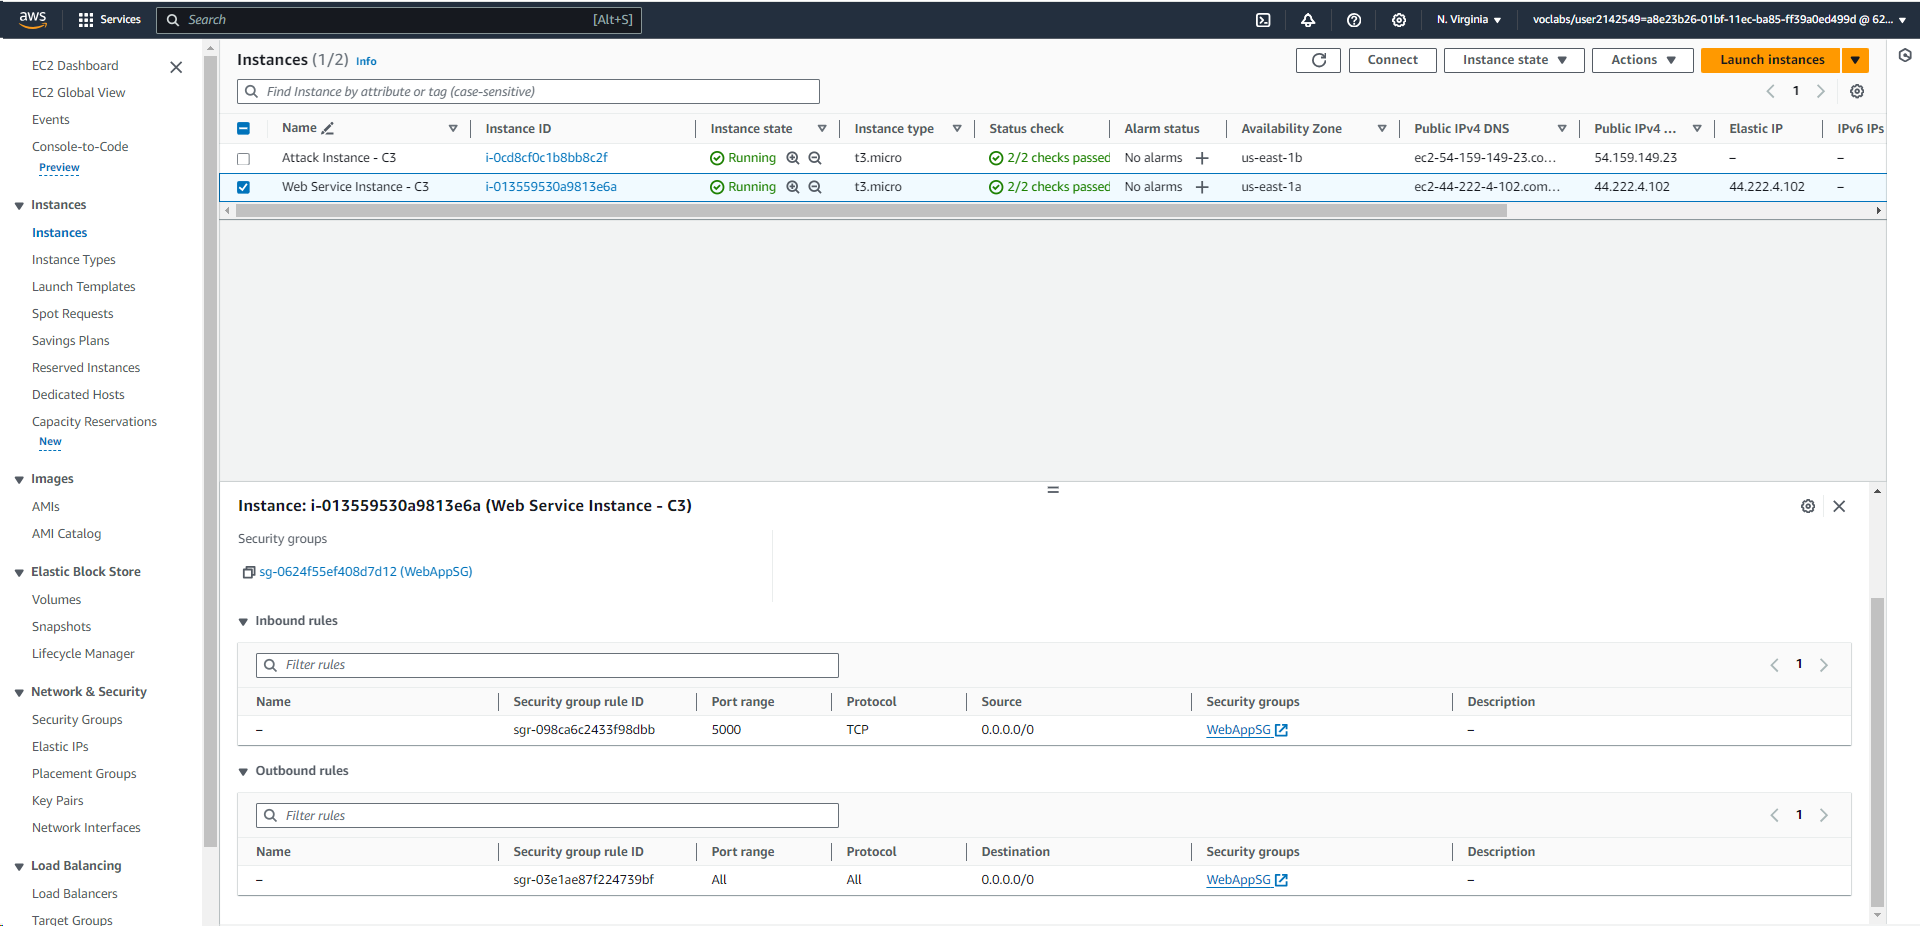 aws Services Search [Alt+S] N. Virginia voclabs/user2142549=a8e23b26-01bf-11ec-ba85-ff39a0ed499d @ 62...
EC2 Dashboard
EC2 Global View
Events
Console-to-Code
Preview
Instances
Instances
Instance Types
Launch Templates
Spot Requests
Savings Plans
Reserved Instances
Dedicated Hosts
Capacity Reservations
New
Images
AMIs
AMI Catalog
Elastic Block Store
Volumes
Snapshots
Lifecycle Manager
Network & Security
Security Groups
Elastic IPs
Placement Groups
Key Pairs
Network Interfaces
Load Balancing
Load Balancers
Target Groups
Instances (1/2) Info Connect Instance state Actions Launch instances
Find Instance by attribute or tag (case-sensitive) 1
Name Instance ID Instance state Instance type Status check Alarm status Availability Zone Public IPv4 DNS Public IPv4 ... Elastic IP IPv6 IPs
Attack Instance - C3 i-0cd8cf0c1b8bb8c2f Running t3.micro 2/2 checks passed No alarms us-east-1b ec2-54-159-149-23.co... 54.159.149.23 – –
Web Service Instance - C3 i-013559530a9813e6a Running t3.micro 2/2 checks passed No alarms us-east-1a ec2-44-222-4-102.com... 44.222.4.102 44.222.4.102 –
Instance: i-013559530a9813e6a (Web Service Instance - C3)
Security groups
sg-0624f55ef408d7d12 (WebAppSG)
Inbound rules
Filter rules 1
Name Security group rule ID Port range Protocol Source Security groups Description
– sgr-098ca6c2433f98dbb 5000 TCP 0.0.0.0/0 WebAppSG –
Outbound rules
Filter rules 1
Name Security group rule ID Port range Protocol Destination Security groups Description
– sgr-03e1ae87f224739bf All All 0.0.0.0/0 WebAppSG –